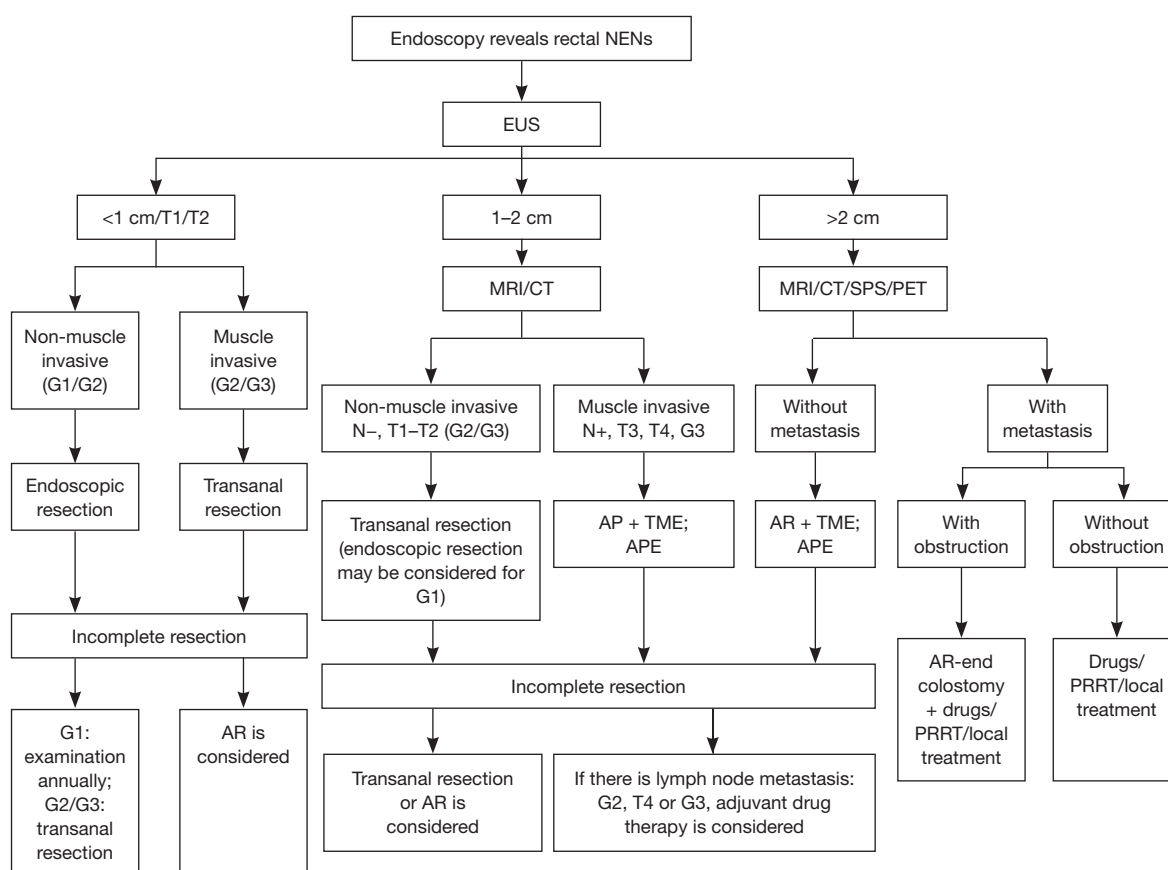 Endoscopy reveals rectal NENs
EUS
<1 cm/T1/T2
1–2 cm
>2 cm
MRI/CT
MRI/CT/SPS/PET
Non-muscle
invasive
(G1/G2)
Muscle
invasive
(G2/G3)
Non-muscle invasive
N−, T1–T2 (G2/G3)
Muscle invasive
N+, T3, T4, G3
Without
metastasis
With
metastasis
Endoscopic
resection
Transanal
resection
Transanal resection
(endoscopic resection
may be considered for
G1)
AP + TME;
APE
AR + TME;
APE
With
obstruction
Without
obstruction
Incomplete resection
Incomplete resection
AR-end
colostomy
+ drugs/
PRRT/local
treatment
Drugs/
PRRT/local
treatment
G1:
examination
annually;
G2/G3:
transanal
resection
AR is
considered
Transanal resection
or AR is
considered
If there is lymph node metastasis:
G2, T4 or G3, adjuvant drug
therapy is considered